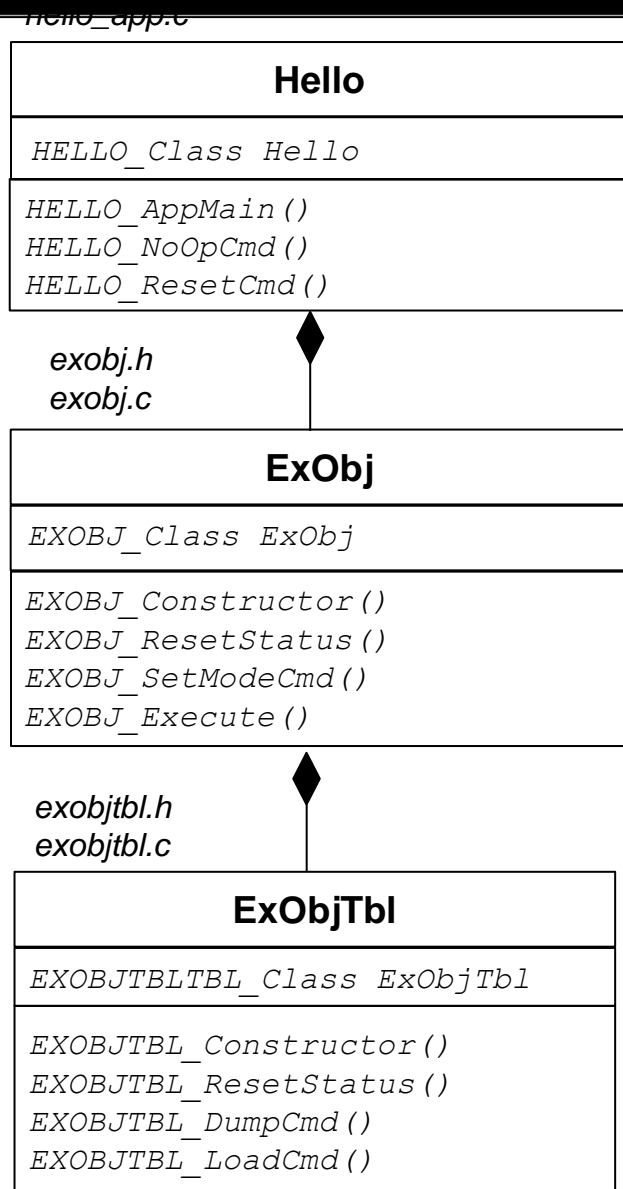 hello_app.c
Hello
HELLO_Class Hello
HELLO_AppMain()
HELLO_NoOpCmd()
HELLO_ResetCmd()
exobj.h
exobj.c
ExObj
EXOBJ_Class ExObj
EXOBJ_Constructor()
EXOBJ_ResetStatus()
EXOBJ_SetModeCmd()
EXOBJ_Execute()
exobjtbl.h
exobjtbl.c
ExObjTbl
EXOBJTBLTBL_Class ExObjTbl
EXOBJTBL_Constructor()
EXOBJTBL_ResetStatus()
EXOBJTBL_DumpCmd()
EXOBJTBL_LoadCmd()